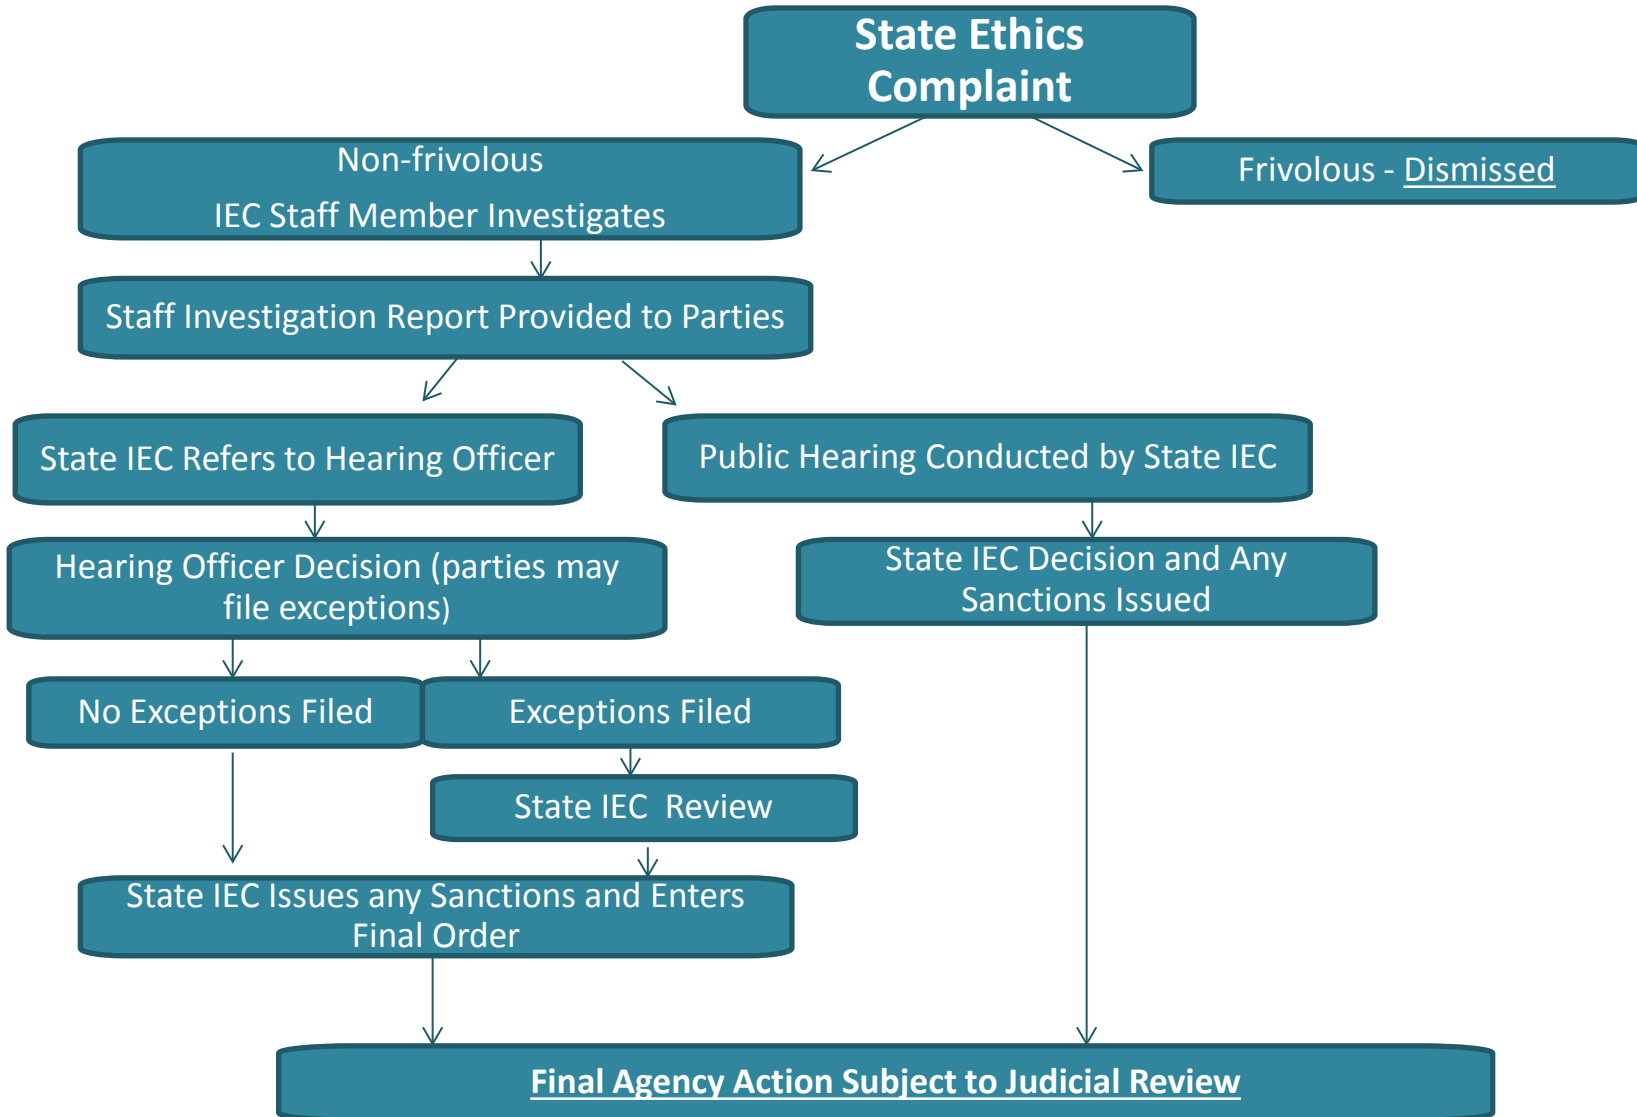 State Ethics
Complaint
Non-frivolous
IEC Staff Member Investigates
Frivolous - Dismissed
Staff Investigation Report Provided to Parties
State IEC Refers to Hearing Officer
Public Hearing Conducted by State IEC
Hearing Officer Decision (parties may
file exceptions)
State IEC Decision and Any
Sanctions Issued
No Exceptions Filed
Exceptions Filed
State IEC Review
State IEC Issues any Sanctions and Enters
Final Order
Final Agency Action Subject to Judicial Review